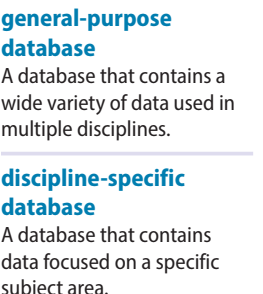 general-purpose
database
A database that contains a
wide variety of data used in
multiple disciplines.
discipline-specific
database
A database that contains
data focused on a specific
subject area.